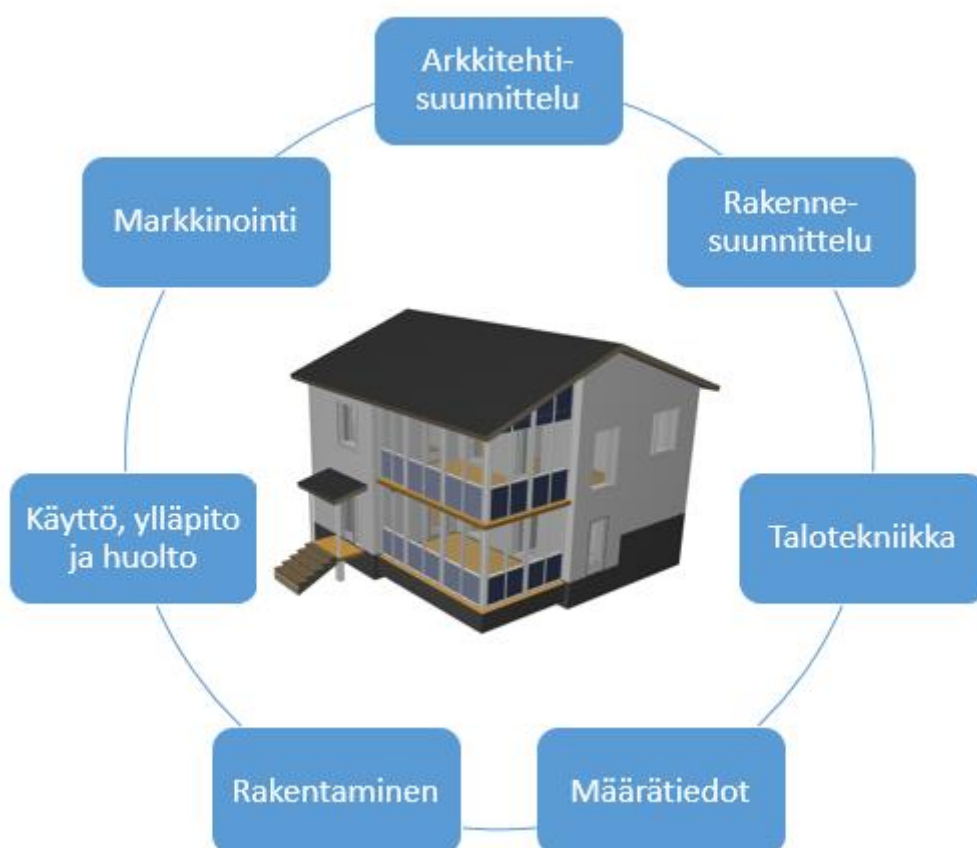 Arkkitehti-
suunnittelu
Rakenne-
suunnittelu
Talotekniikka
Määrätiedot
Rakentaminen
Käyttö, ylläpito
ja huolto
Markkinointi